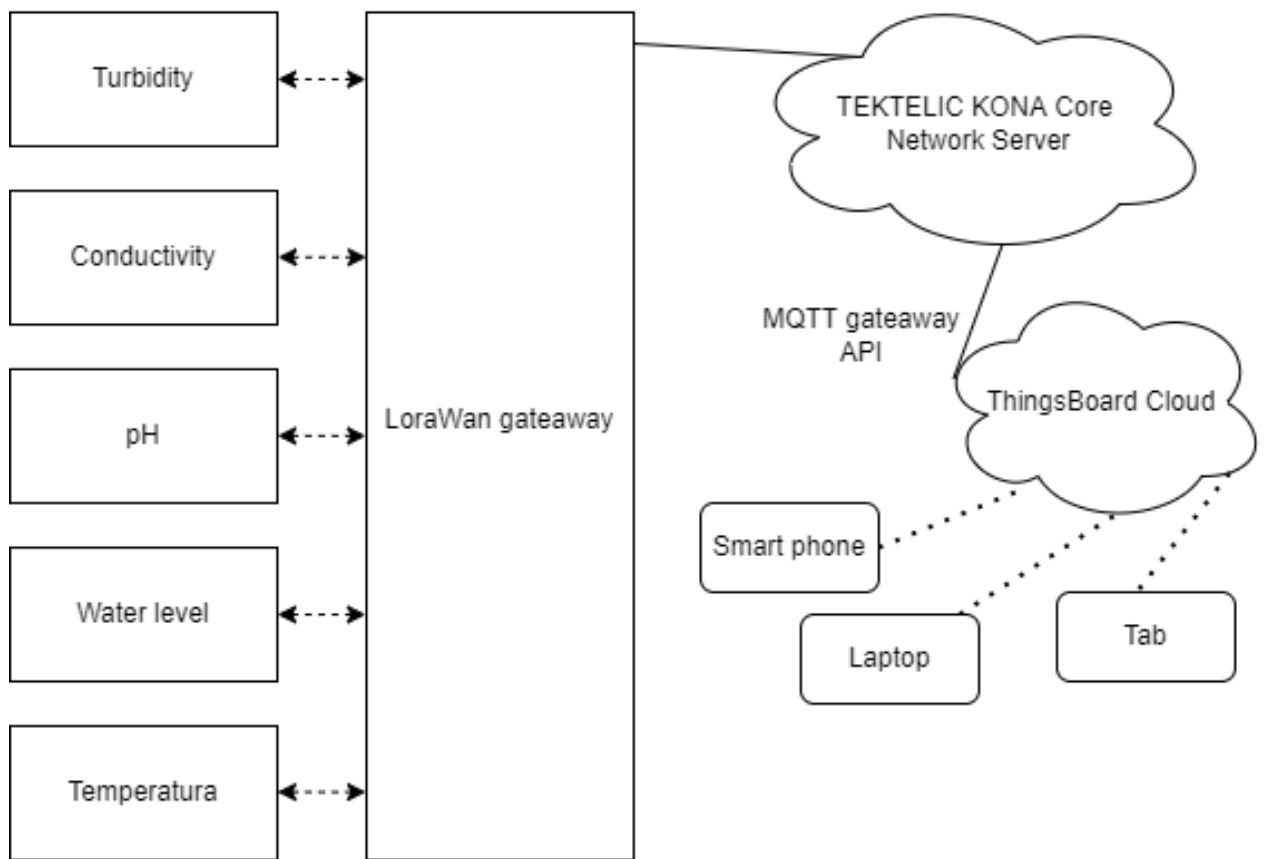 Turbidity
Conductivity
pH
Water level
Temperatura
LoraWan gateaway
TEKTELIC KONA Core
Network Server
MQTT gateaway
API
ThingsBoard Cloud
Smart phone
Laptop
Tab